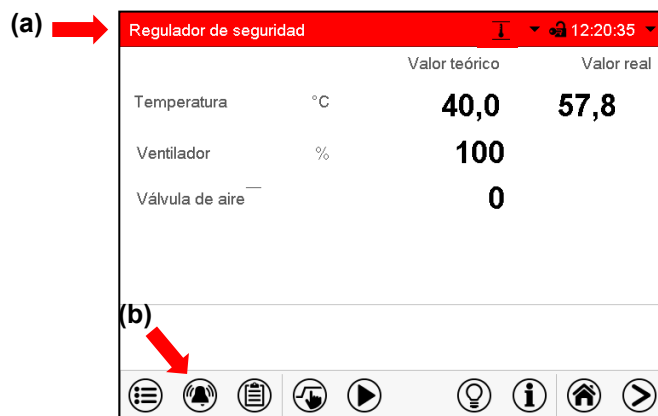 (a) Regulador de seguridad 12:20:35
Valor teórico Valor real
Temperatura °C 40,0 57,8
Ventilador % 100
Válvula de aire 0
(b)